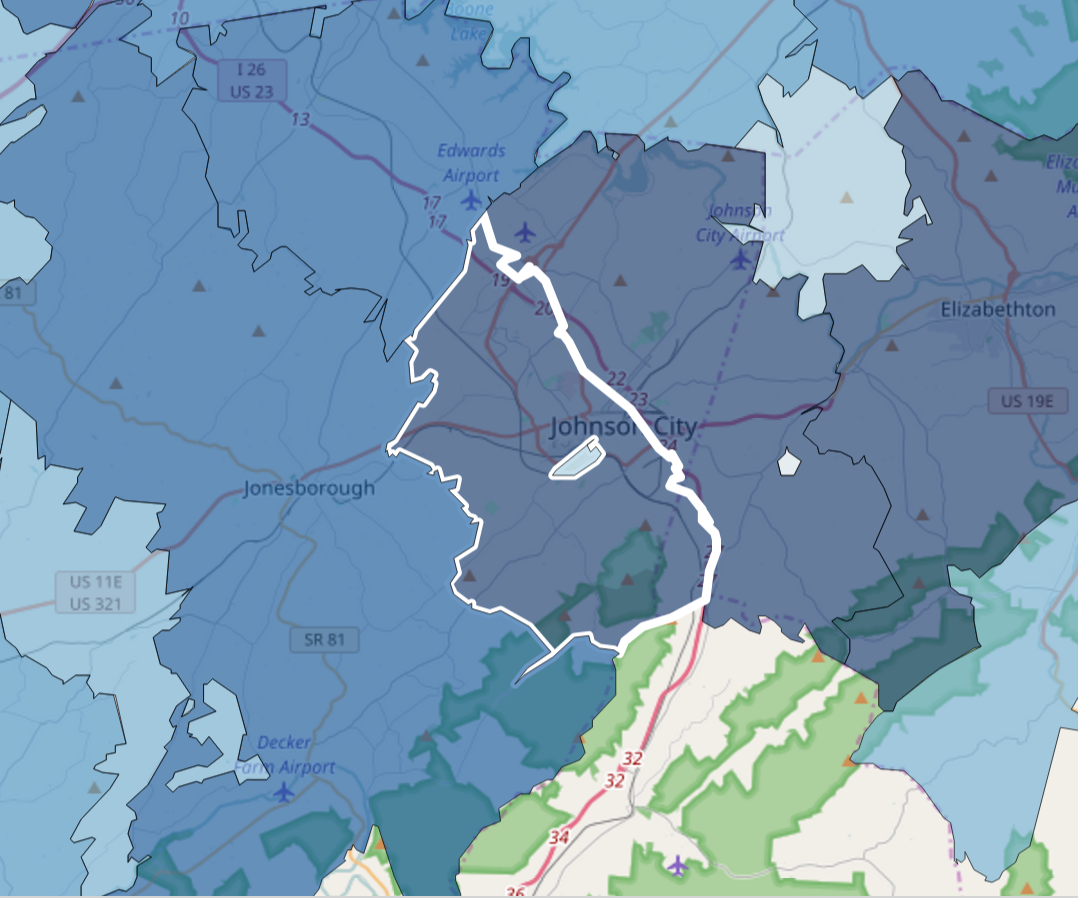 Boone
Lake
10
I 26
US 23
13
Edwards
Airport
17
17
Johnson
City Airport
19
20
81
Elizabethton
22
23
US 19E
Johnson City
24
Jonesborough
US 11E
US 321
SR 81
Decker
Farm Airport
32
32
34
36